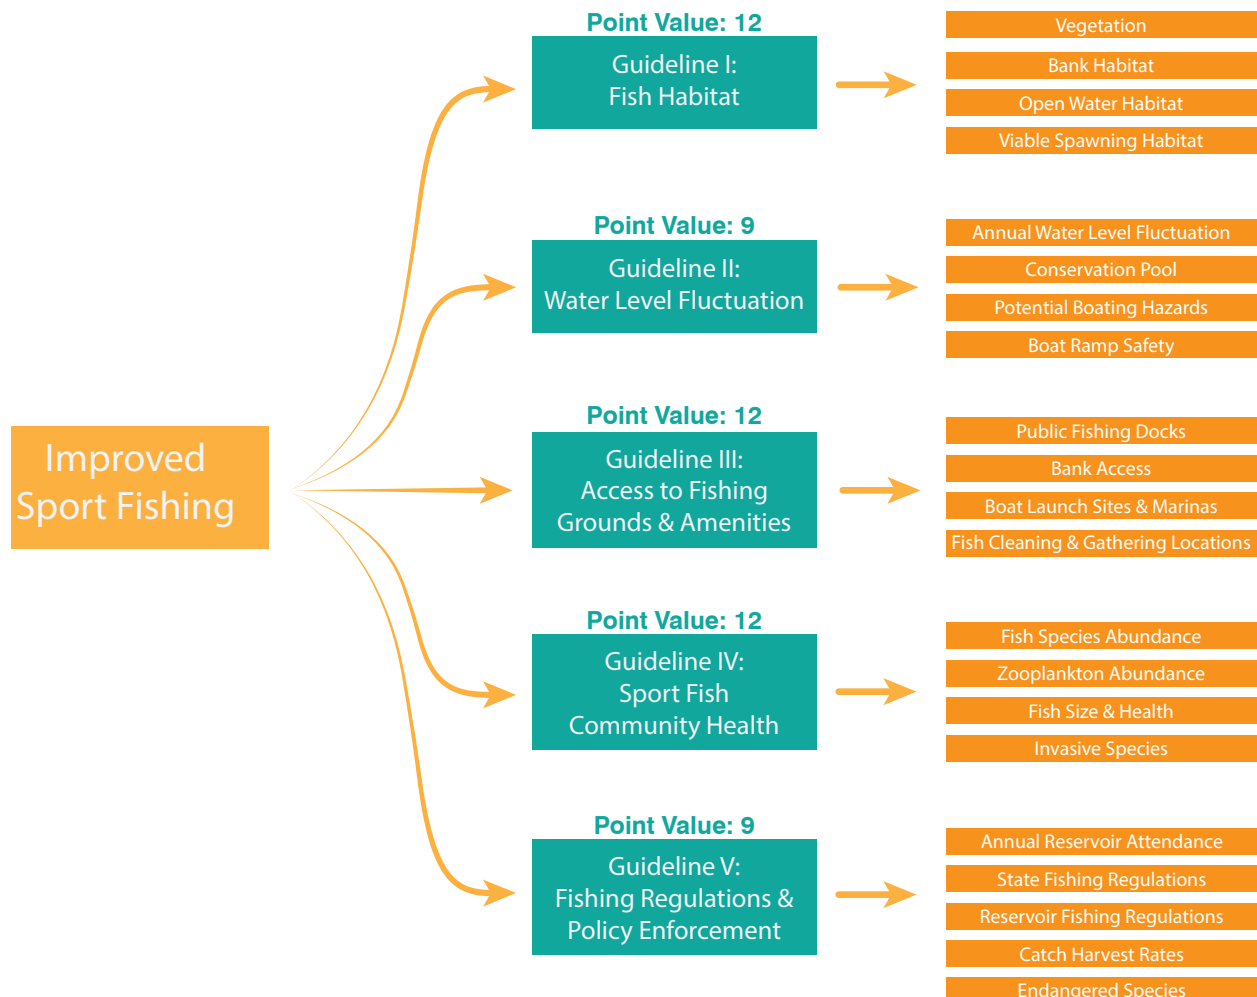 Improved
Sport Fishing
Point Value: 12
Guideline I:
Fish Habitat
Vegetation
Bank Habitat
Open Water Habitat
Viable Spawning Habitat
Point Value: 9
Guideline II:
Water Level Fluctuation
Annual Water Level Fluctuation
Conservation Pool
Potential Boating Hazards
Boat Ramp Safety
Point Value: 12
Guideline III:
Access to Fishing
Grounds & Amenities
Public Fishing Docks
Bank Access
Boat Launch Sites & Marinas
Fish Cleaning & Gathering Locations
Point Value: 12
Guideline IV:
Sport Fish
Community Health
Fish Species Abundance
Zooplankton Abundance
Fish Size & Health
Invasive Species
Point Value: 9
Guideline V:
Fishing Regulations &
Policy Enforcement
Annual Reservoir Attendance
State Fishing Regulations
Reservoir Fishing Regulations
Catch Harvest Rates
Endangered Species